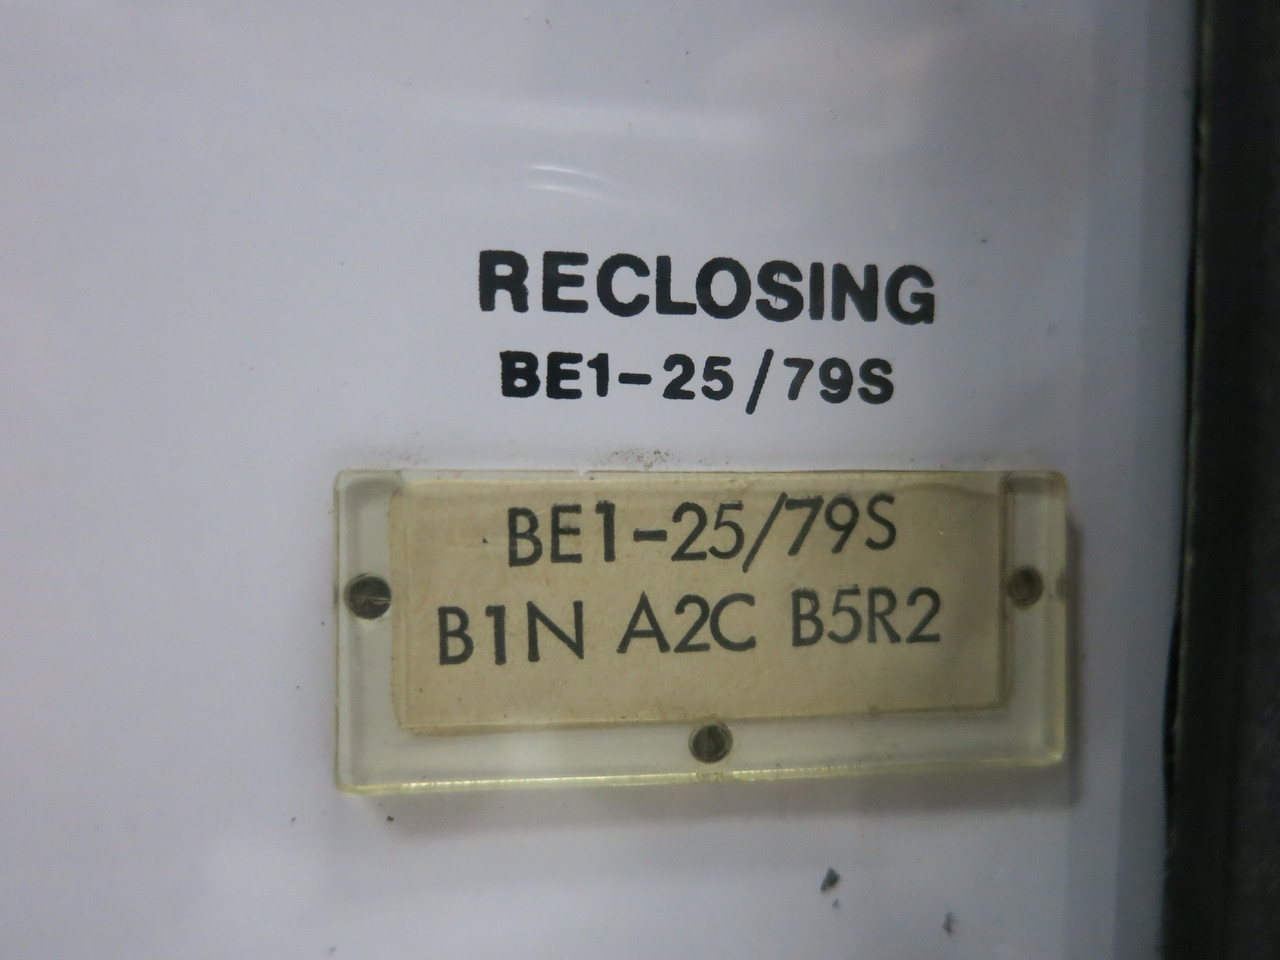 RECLOSING
BE1-25/79S
BE1-25/79S
B1N A2C B5R2